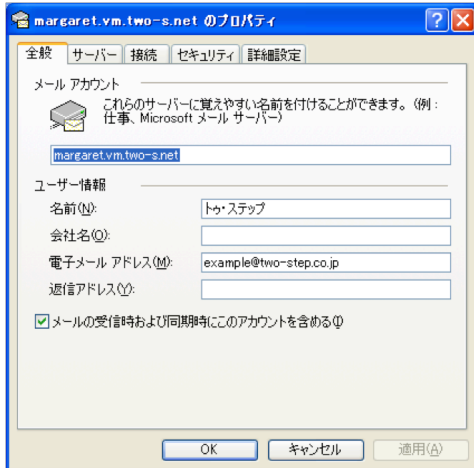 margaret.vm.two-s.net のプロパティ
全般 サーバー 接続 セキュリティ 詳細設定
メール アカウント
これらのサーバーに覚えやすい名前を付けることができます。(例:
仕事、Microsoft メール サーバー)
margaret.vm.two-s.net
ユーザー情報
名前(N): トゥ・ステップ
会社名(O):
電子メール アドレス(M): example@two-step.co.jp
返信アドレス(Y):
メールの受信時および同期時にこのアカウントを含める(I)
OK キャンセル 適用(A)